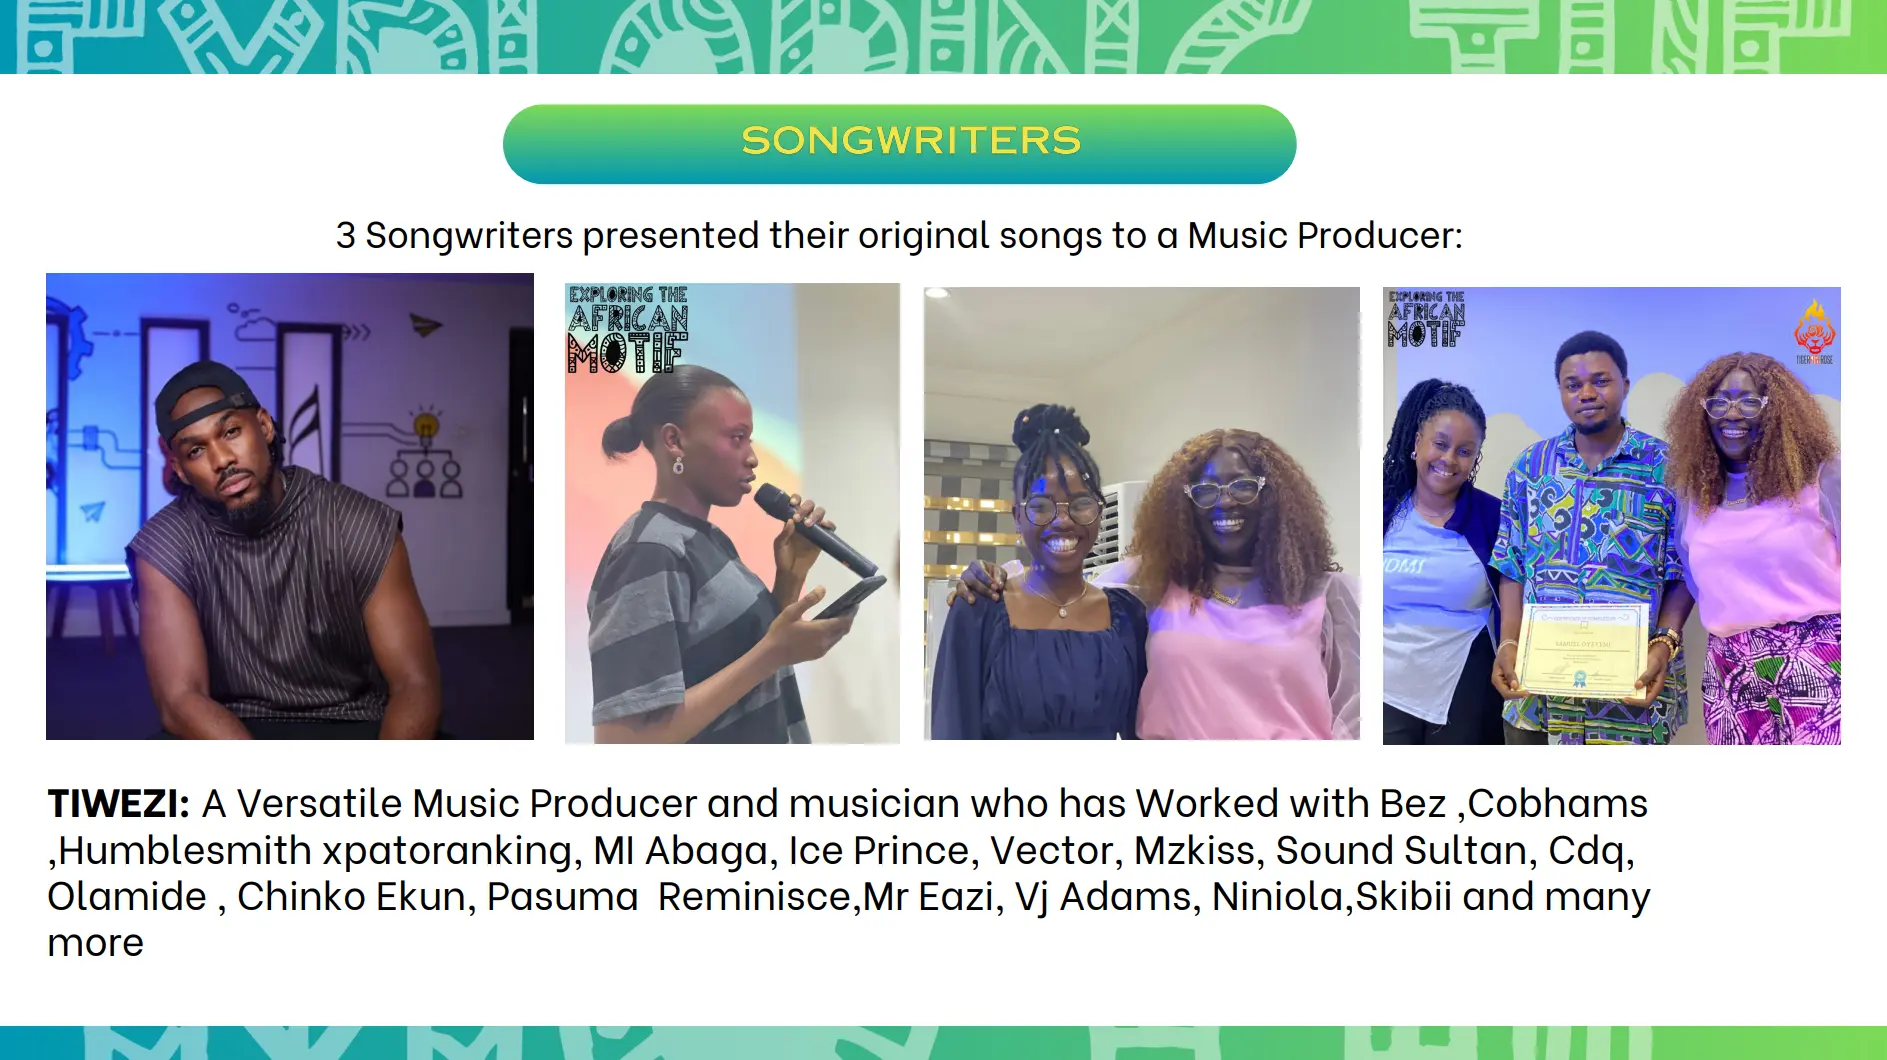 SONGWRITERS
3 Songwriters presented their original songs to a Music Producer:
EXPLORING THE
AFRICAN
MOTIF
EXPLORING THE
AFRICAN
MOTIF
TIWEZI: A Versatile Music Producer and musician who has Worked with Bez ,Cobhams
,Humblesmith xpatoranking, MI Abaga, Ice Prince, Vector, Mzkiss, Sound Sultan, Cdq,
Olamide , Chinko Ekun, Pasuma  Reminisce,Mr Eazi, Vj Adams, Niniola,Skibii and many
more